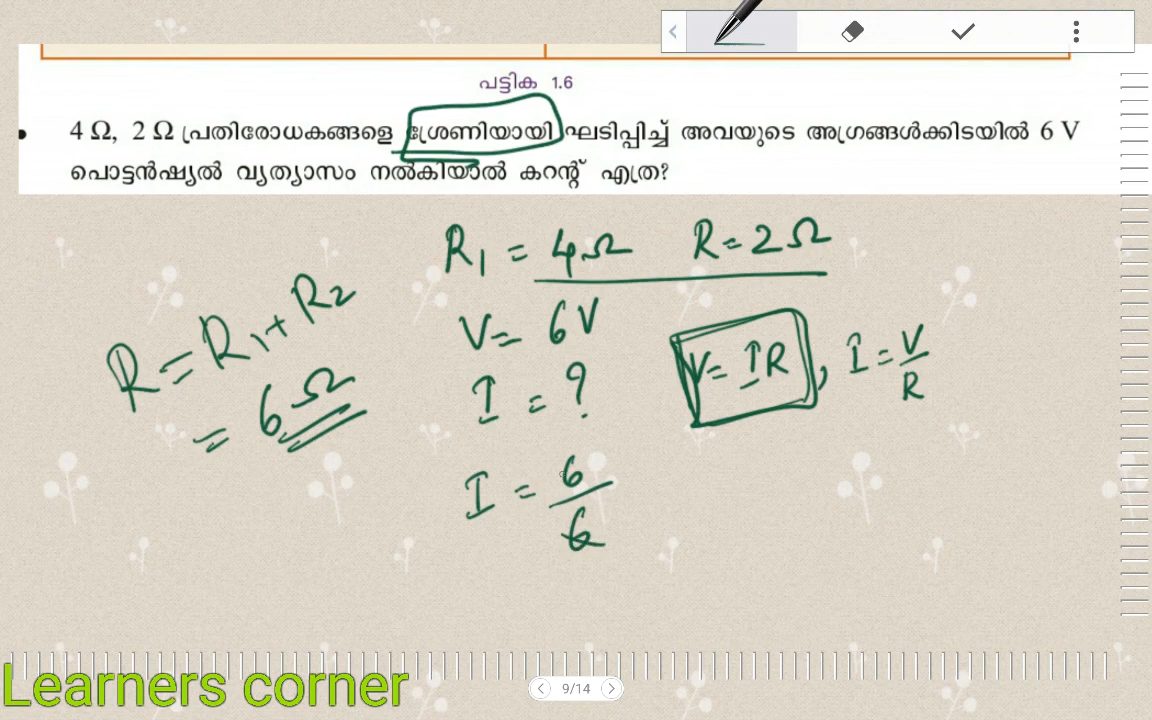 പട്ടിക 1.6
4 Ω, 2 Ω പ്രതിരോധകങ്ങളെ ശ്രേണിയായി ഘടിപ്പിച്ച് അവയുടെ അഗ്രങ്ങൾക്കിടയിൽ 6 V
പൊട്ടൻഷ്യൽ വ്യത്യാസം നൽകിയാൽ കറന്റ് എത്ര?
R₁ = 4Ω R = 2Ω
R = R₁ + R₂
= 6Ω
V = 6V
V = IR, I = V/R
I = ?
I = 6/6
Learners corner
9/14